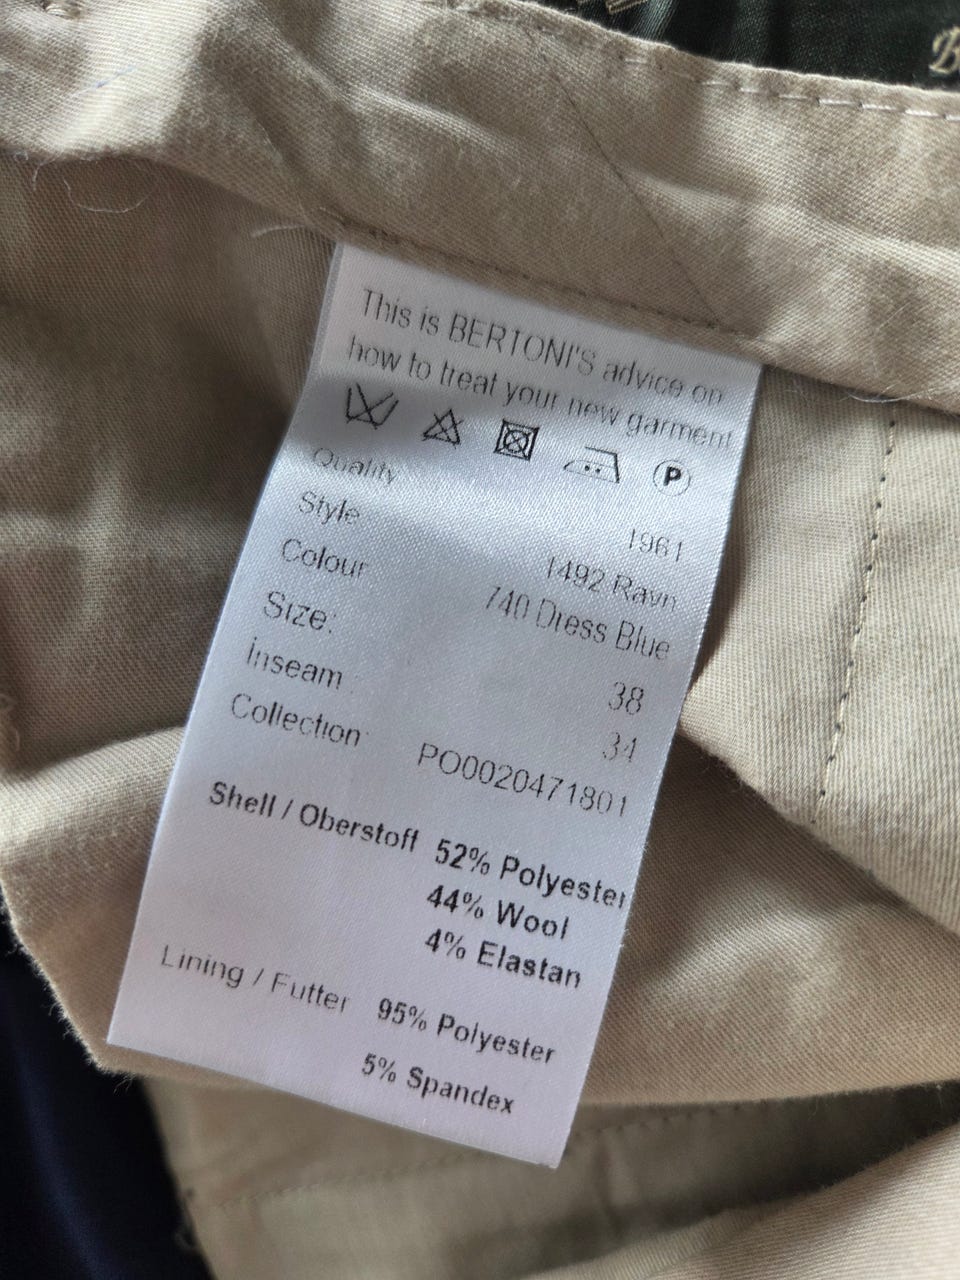 This is BERTONI'S advice on
how to treat your new garment
P
Quality 1961
Style 1492 Ravn
Colour 740 Dress Blue
Size: 38
Inseam : 34
Collection PO0020471801
Shell / Oberstoff 52% Polyester
44% Wool
4% Elastan
Lining / Futter 95% Polyester
5% Spandex